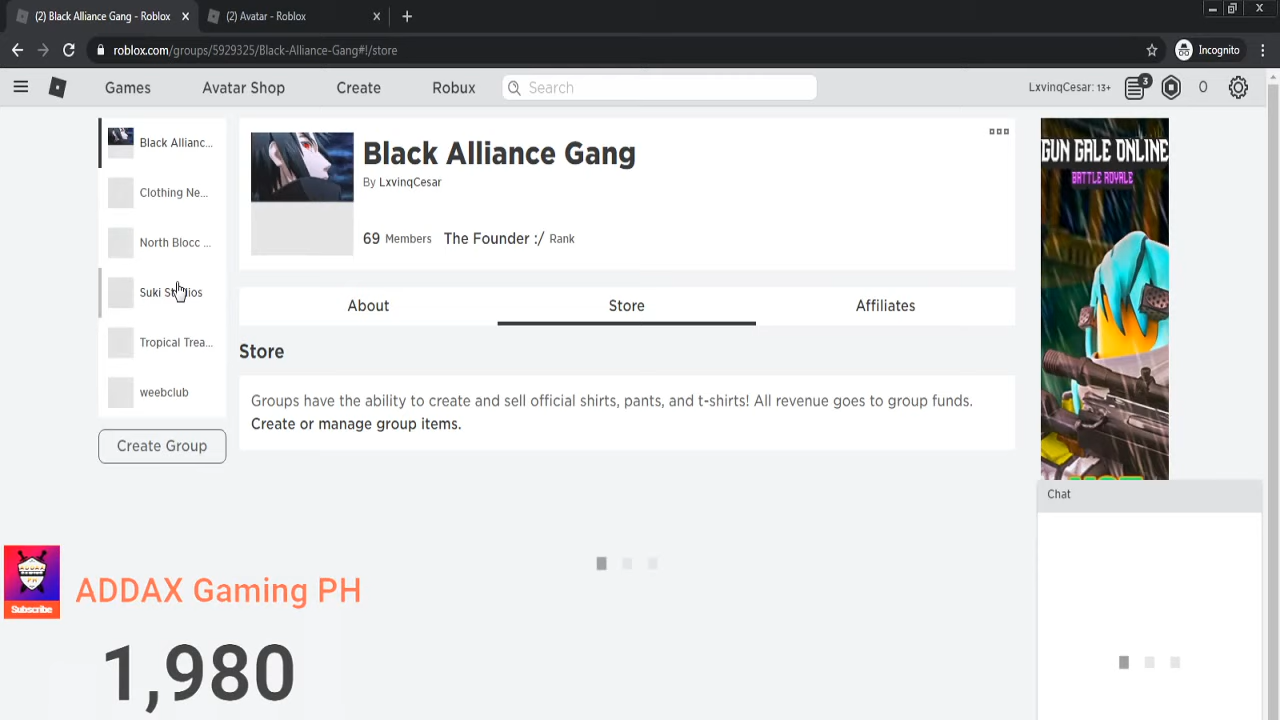 (2) Black Alliance Gang - Roblox
(2) Avatar - Roblox
roblox.com/groups/5929325/Black-Alliance-Gang#!/store
Incognito
Games
Avatar Shop
Create
Robux
Search
LxvinqCesar: 13+
3
0
Black Allianc...
Clothing Ne...
North Blocc ...
Suki Studios
Tropical Trea...
weebclub
Create Group
Black Alliance Gang
By LxvinqCesar
69 Members The Founder :/ Rank
About
Store
Affiliates
Store
Groups have the ability to create and sell official shirts, pants, and t-shirts! All revenue goes to group funds.
Create or manage group items.
GUN GALE ONLINE
BATTLE ROYALE
Chat
Subscribe
ADDAX Gaming PH
1,980